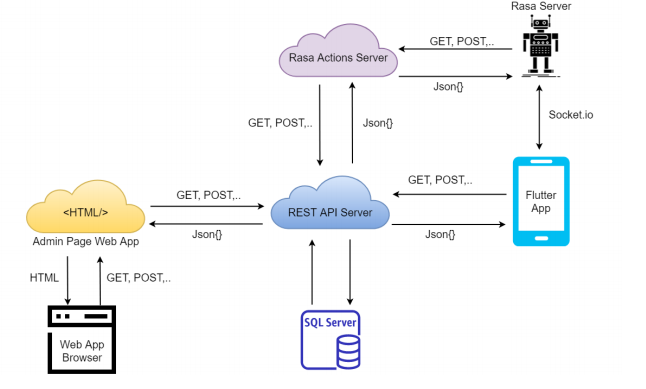 Rasa Server
GET, POST,..
Rasa Actions Server
Json{}
Socket.io
GET, POST,..
Json{}
GET, POST,..
Flutter
App
GET, POST,..
<HTML/>
REST API Server
Json{}
Json{}
Admin Page Web App
HTML
GET, POST,..
SQL Server
Web App
Browser